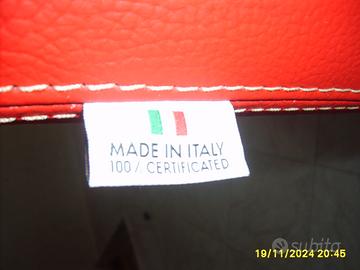 MADE IN ITALY
100% CERTIFICATED
subito
19/11/2024 20:45